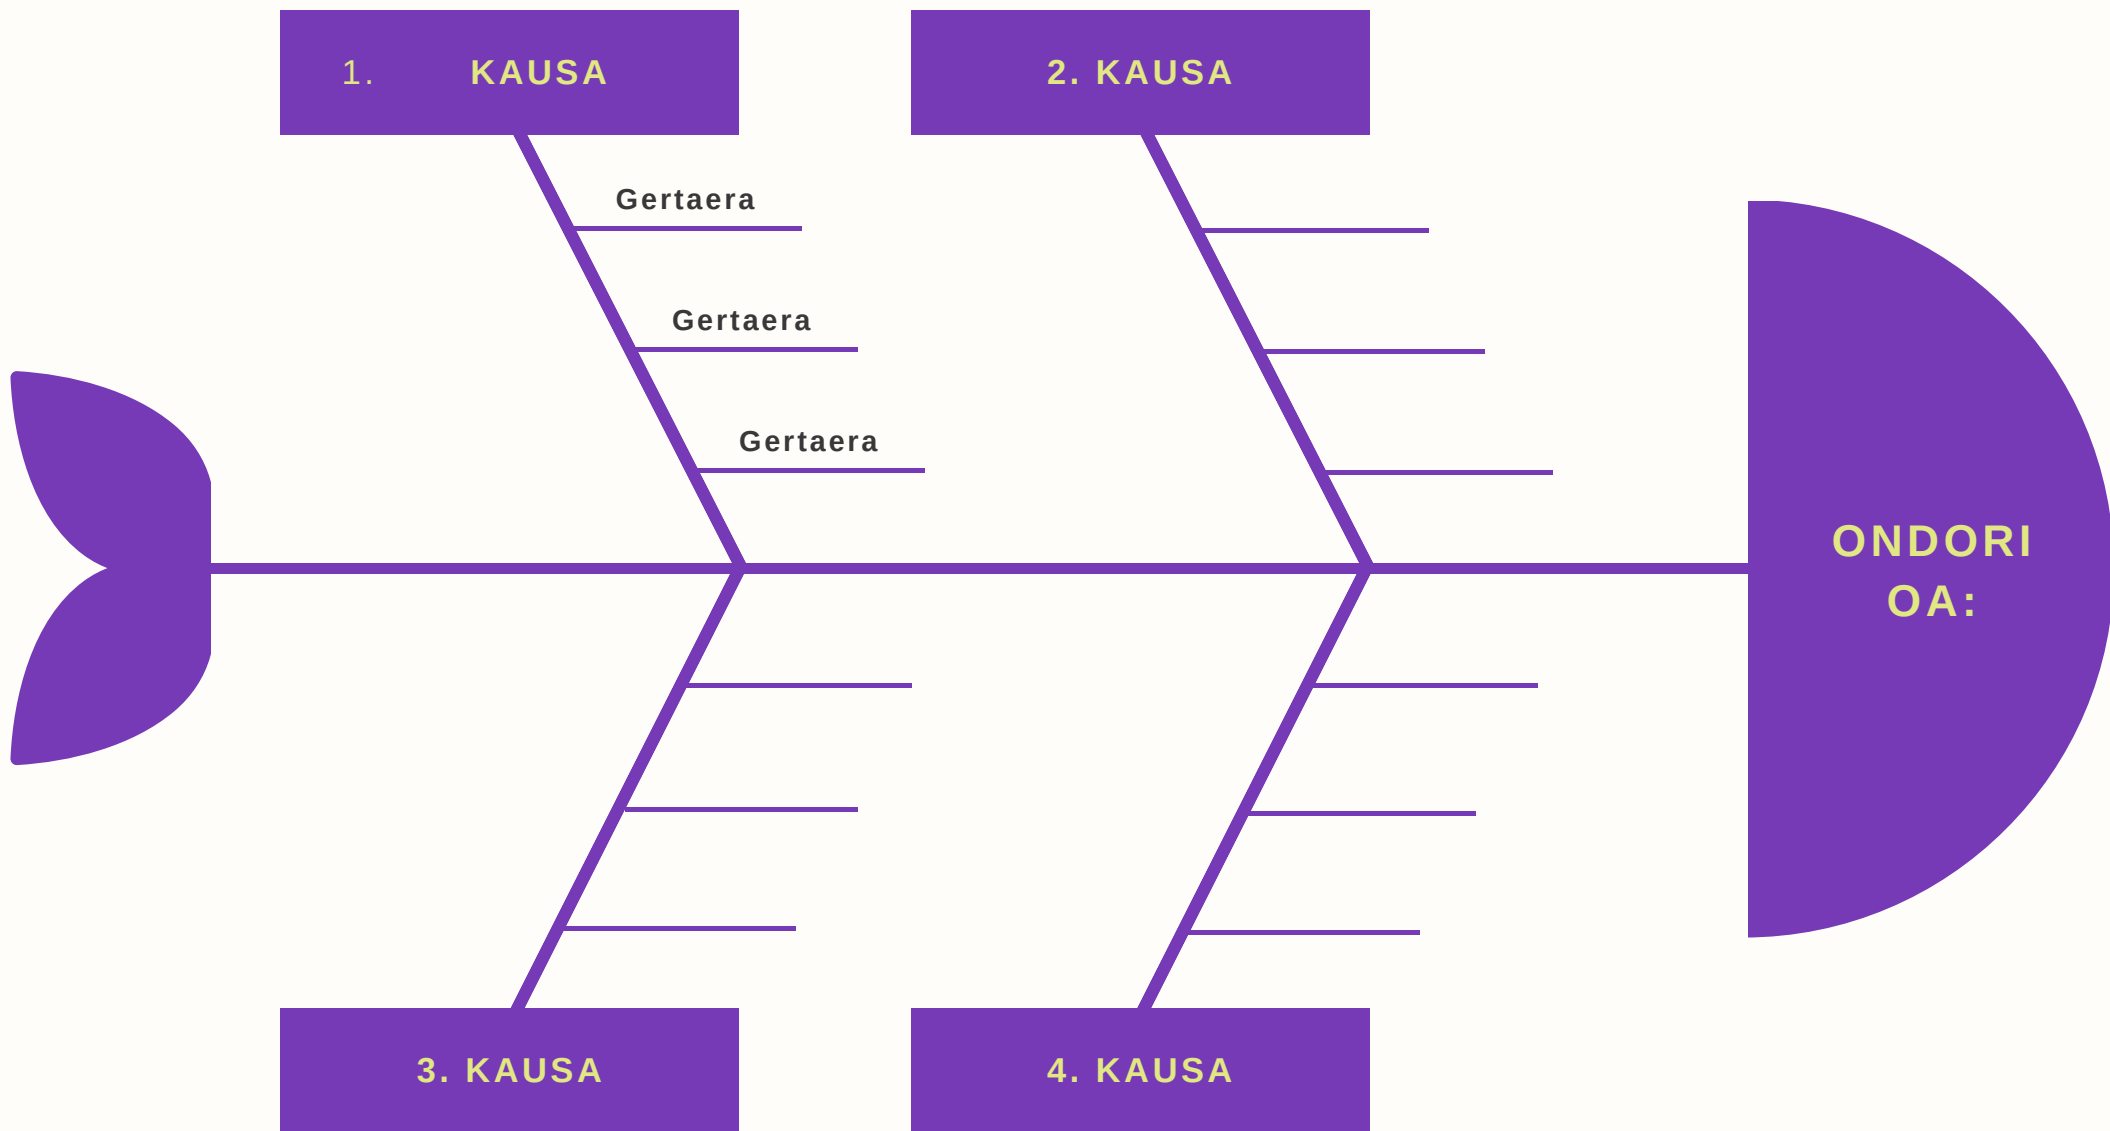 1. KAUSA
2. KAUSA
Gertaera
Gertaera
Gertaera
ONDORI
OA:
3. KAUSA
4. KAUSA